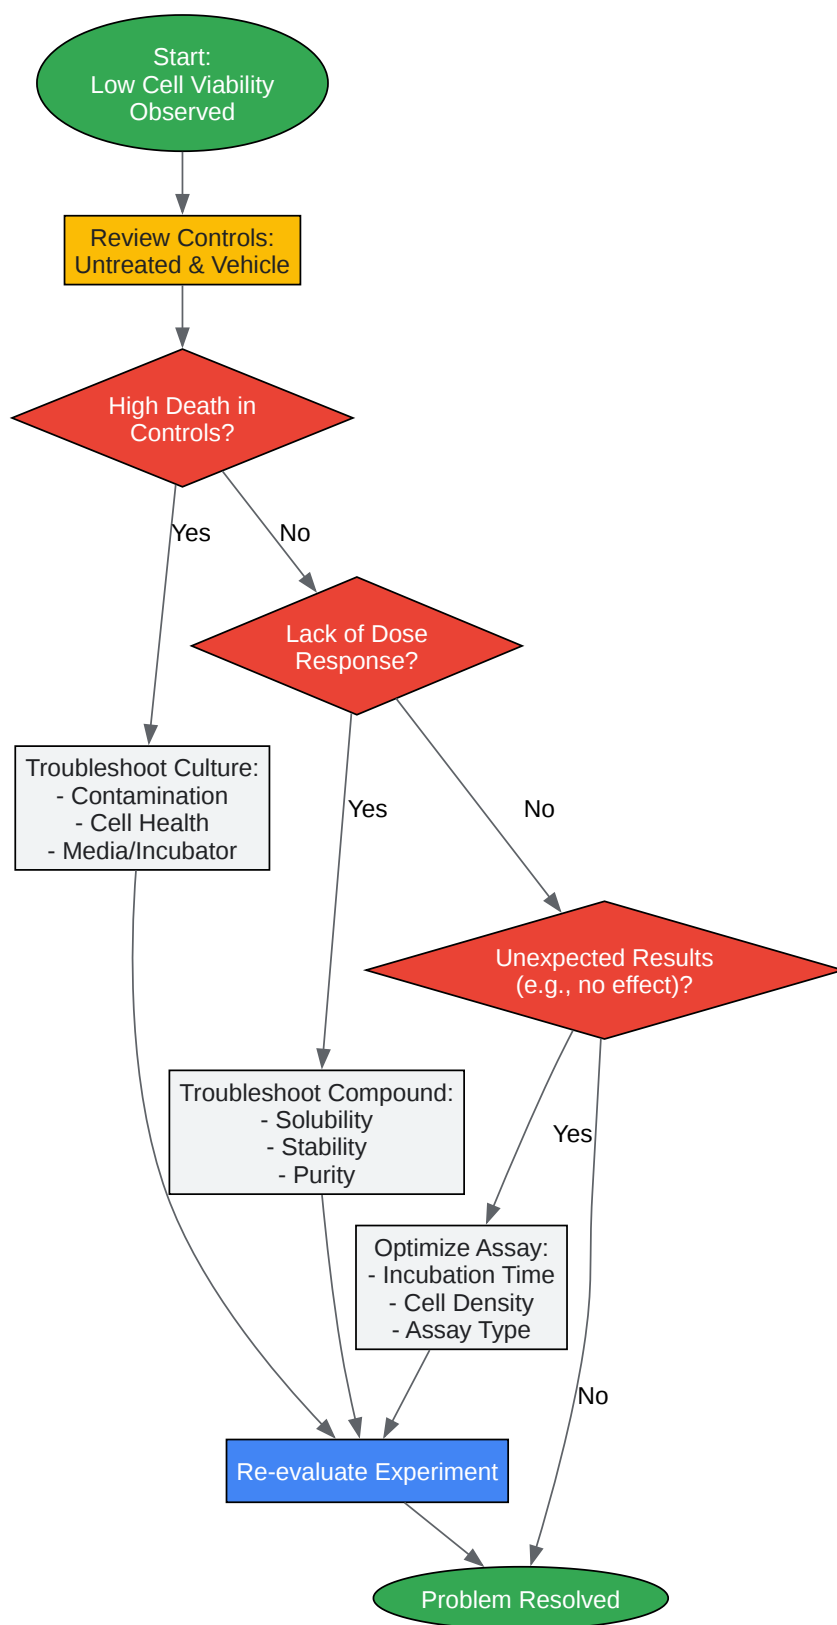 Start:
Low Cell Viability
Observed
Review Controls:
Untreated & Vehicle
High Death in
Controls?
Yes
No
Lack of Dose
Response?
Troubleshoot Culture:
- Contamination
- Cell Health
- Media/Incubator
Yes
No
Unexpected Results
(e.g., no effect)?
Troubleshoot Compound:
- Solubility
- Stability
- Purity
Yes
Optimize Assay:
- Incubation Time
- Cell Density
- Assay Type
No
Re-evaluate Experiment
Problem Resolved